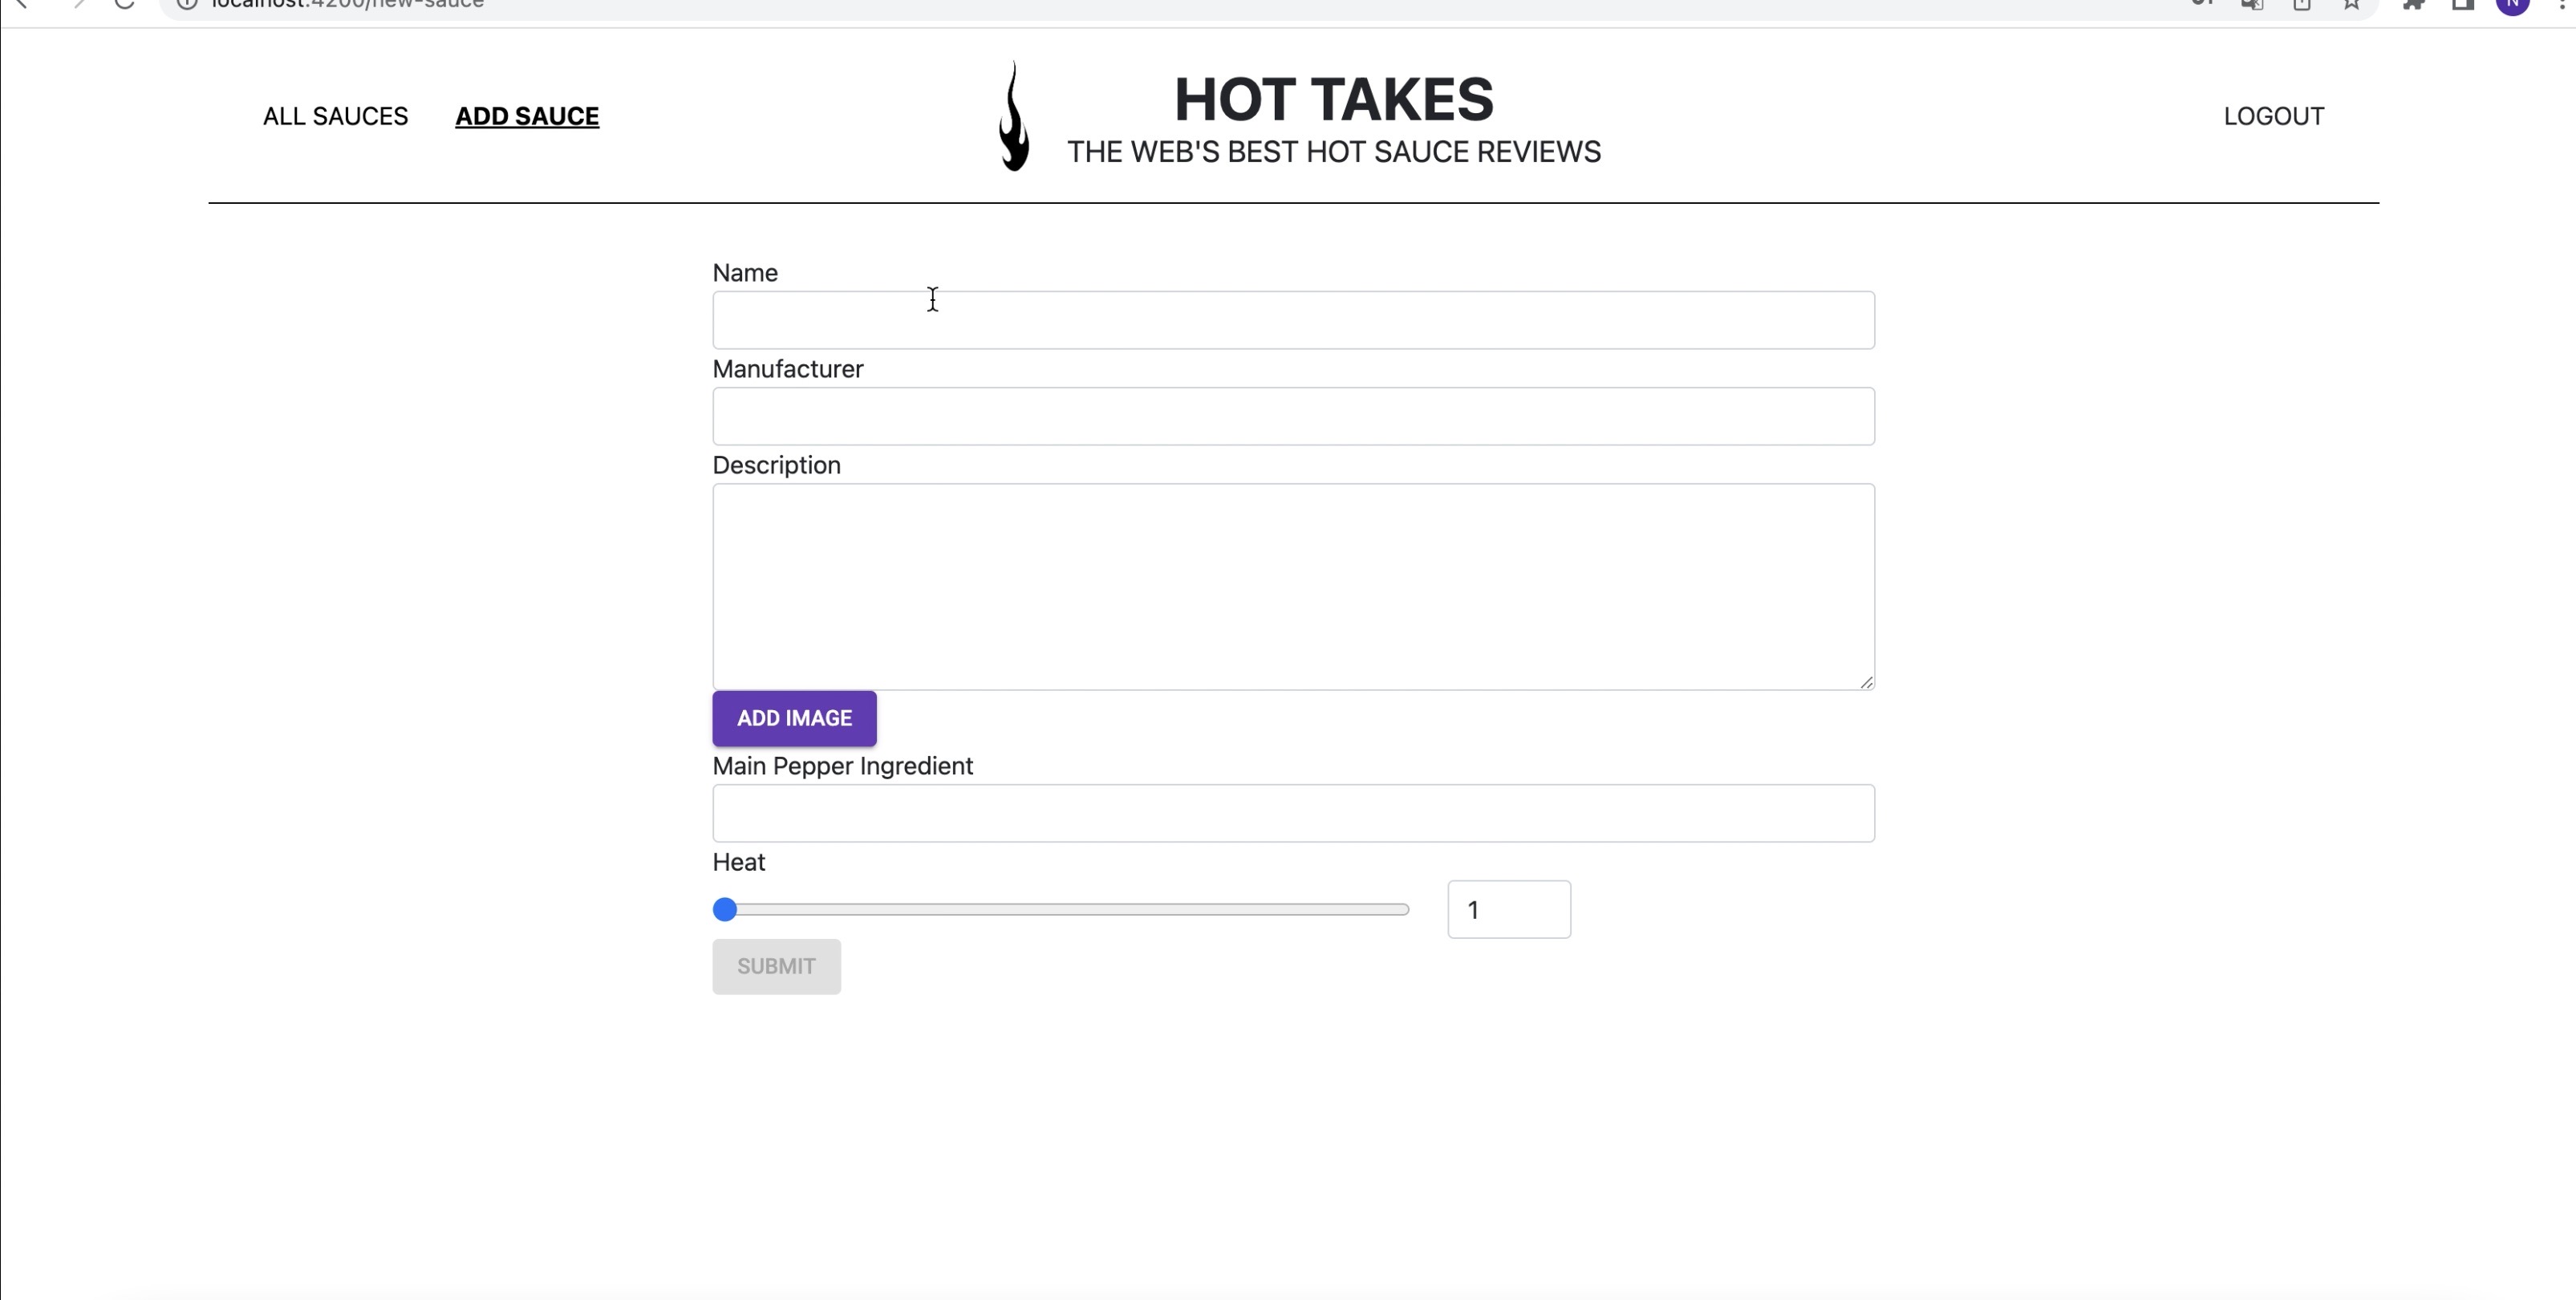 localhost:4200/new-sauce
N
ALL SAUCES ADD SAUCE
HOT TAKES
THE WEB'S BEST HOT SAUCE REVIEWS
LOGOUT
Name
Manufacturer
Description
ADD IMAGE
Main Pepper Ingredient
Heat
1
SUBMIT